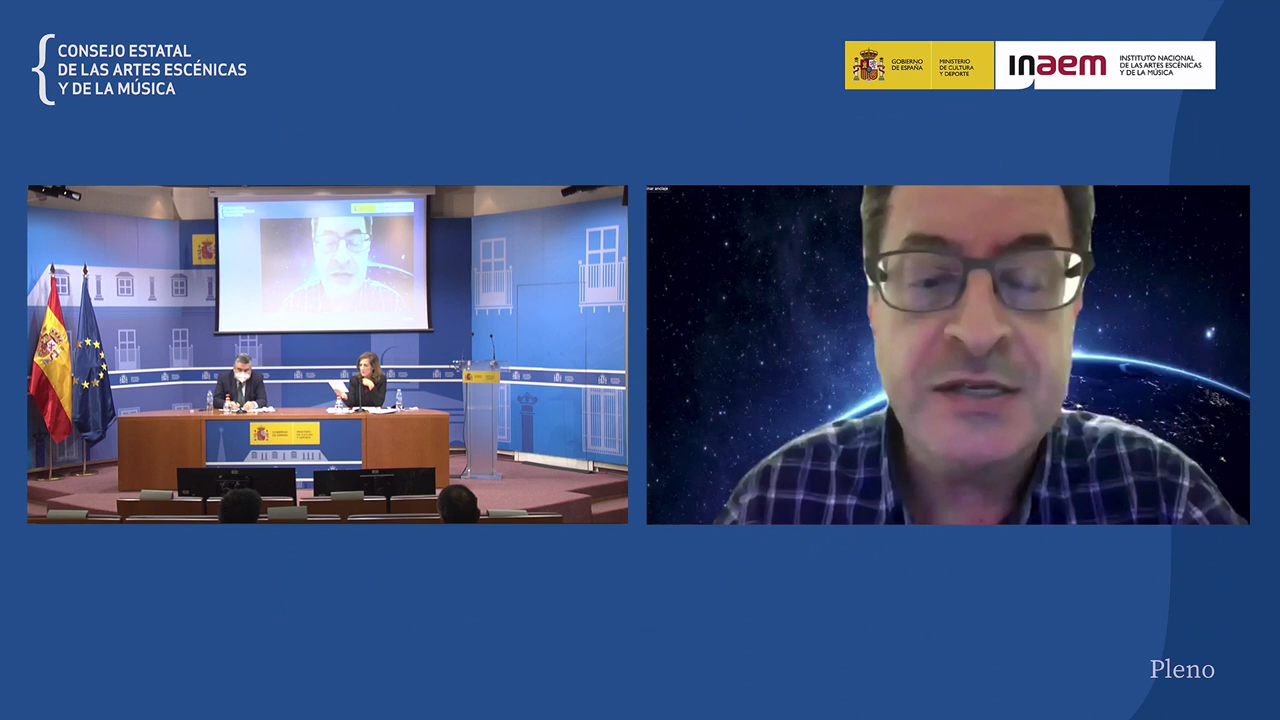 CONSEJO ESTATAL
DE LAS ARTES ESCÉNICAS
Y DE LA MÚSICA
GOBIERNO
DE ESPAÑA
MINISTERIO
DE CULTURA
Y DEPORTE
inaem
INSTITUTO NACIONAL
DE LAS ARTES ESCÉNICAS
Y DE LA MÚSICA
Pleno